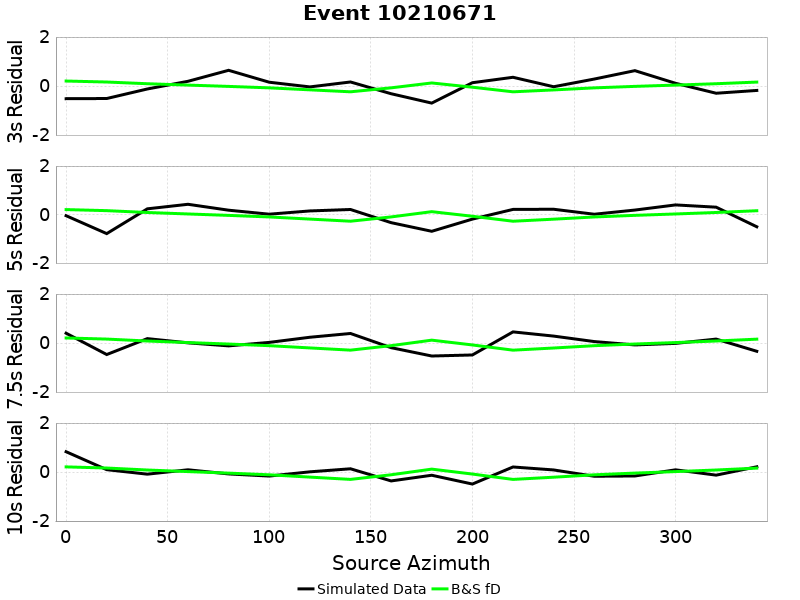 Event 10210671
3s Residual
2
0
-2
5s Residual
2
0
-2
7.5s Residual
2
0
-2
10s Residual
2
0
-2
0 50 100 150 200 250 300
Source Azimuth
Simulated Data B&S fD